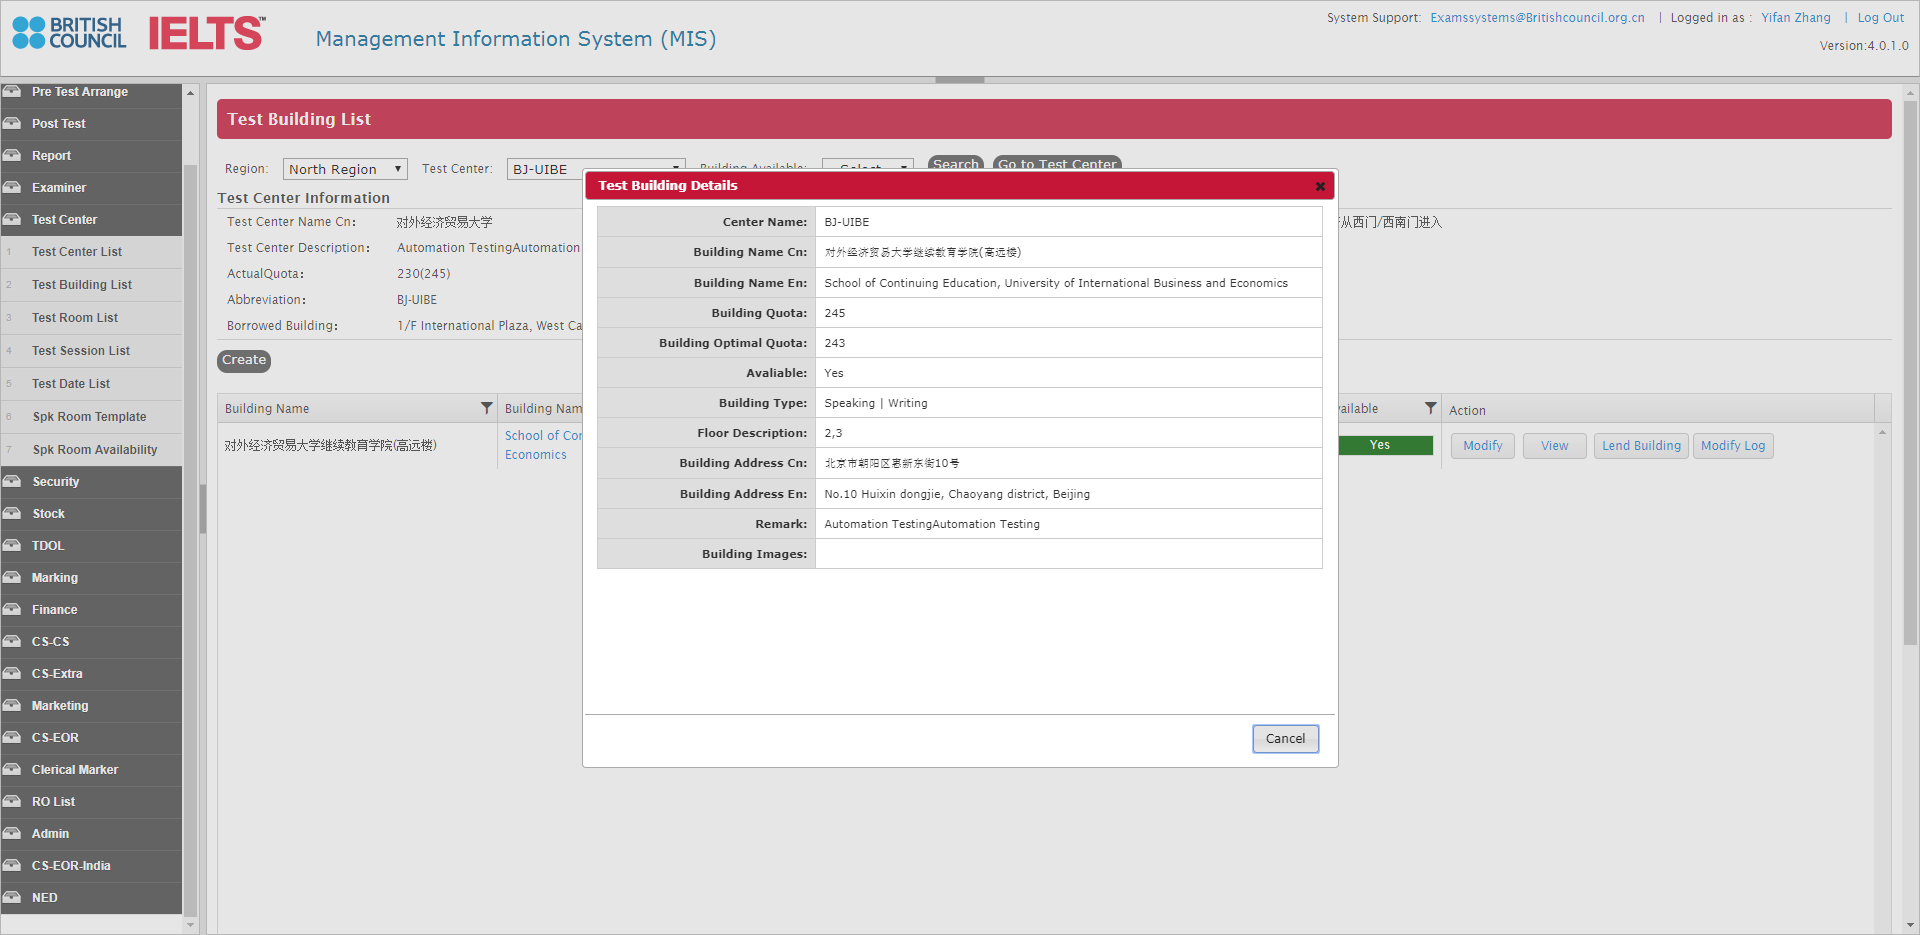 BRITISH COUNCIL
IELTS™
Management Information System (MIS)
System Support: Examssystems@Britishcouncil.org.cn | Logged in as : Yifan Zhang | Log Out
Version:4.0.1.0
Pre Test Arrange
Post Test
Report
Examiner
Test Center
1 Test Center List
2 Test Building List
3 Test Room List
4 Test Session List
5 Test Date List
6 Spk Room Template
7 Spk Room Availability
Security
Stock
TDOL
Marking
Finance
CS-CS
CS-Extra
Marketing
CS-EOR
Clerical Marker
RO List
Admin
CS-EOR-India
NED
Test Building List
Region: North Region Test Center: BJ-UIBE Building Available: Select Search Go to Test Center
Test Center Information
Test Center Name Cn: 对外经济贸易大学
从西门/西南门进入
Test Center Description: Automation TestingAutomation
ActualQuota: 230(245)
Abbreviation: BJ-UIBE
Borrowed Building: 1/F International Plaza, West Ca
Create
Building Name Building Nam ailable Action
对外经济贸易大学继续教育学院(高远楼) School of Cor
Economics
Yes Modify View Lend Building Modify Log
Test Building Details
Center Name: BJ-UIBE
Building Name Cn: 对外经济贸易大学继续教育学院(高远楼)
Building Name En: School of Continuing Education, University of International Business and Economics
Building Quota: 245
Building Optimal Quota: 243
Avaliable: Yes
Building Type: Speaking | Writing
Floor Description: 2,3
Building Address Cn: 北京市朝阳区惠新东街10号
Building Address En: No.10 Huixin dongjie, Chaoyang district, Beijing
Remark: Automation TestingAutomation Testing
Building Images:
Cancel